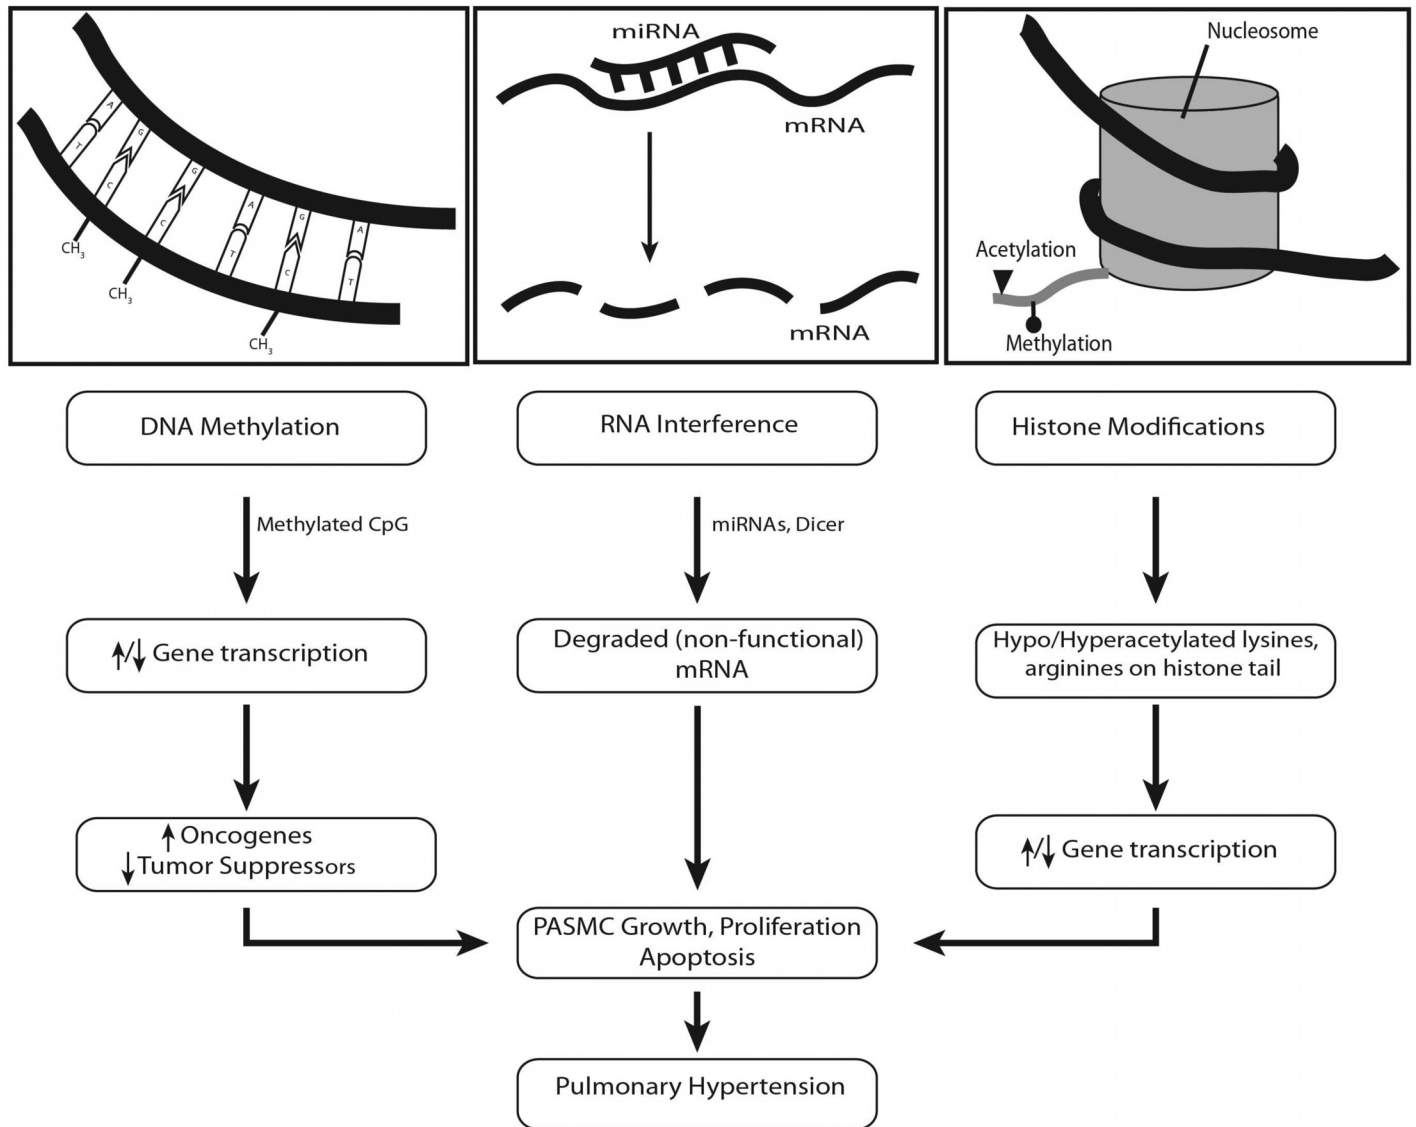 A
T
G
C
CH3
G
C
CH3
A
T
G
C
CH3
A
T
miRNA
mRNA
mRNA
Nucleosome
Acetylation
Methylation
DNA Methylation
RNA Interference
Histone Modifications
Methylated CpG
miRNAs, Dicer
↑/↓ Gene transcription
Degraded (non-functional)
mRNA
Hypo/Hyperacetylated lysines,
arginines on histone tail
↑ Oncogenes
↓ Tumor Suppressors
↑/↓ Gene transcription
PASMC Growth, Proliferation
Apoptosis
Pulmonary Hypertension